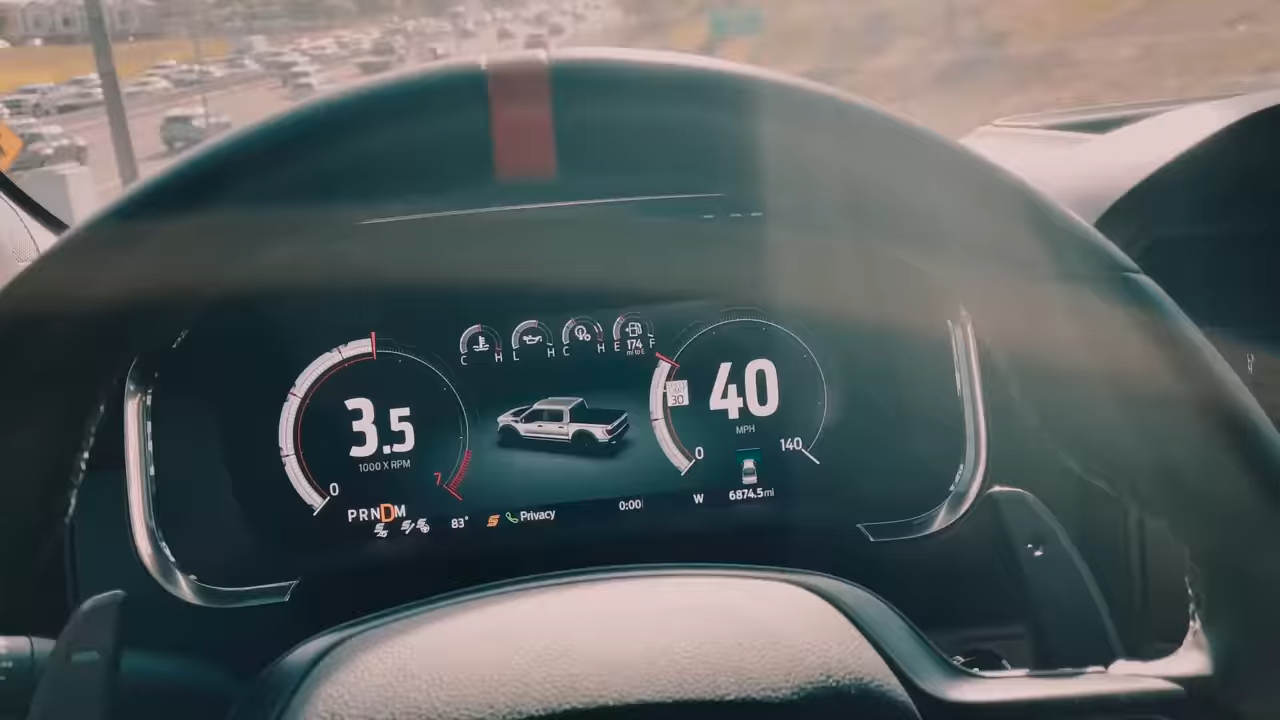 C H
L H
C H
E F
174
mi to E
3.5
1000 X RPM
0
7
30
40
MPH
0
140
PRNDM
83°
Privacy
0:00
W
6874.5mi